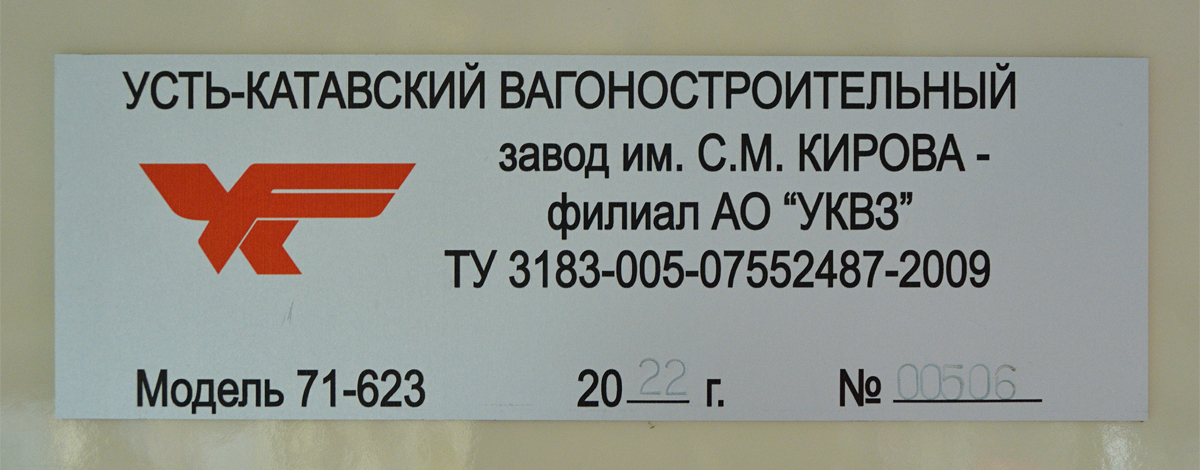 УСТЬ-КАТАВСКИЙ ВАГОНОСТРОИТЕЛЬНЫЙ
завод им. С.М. КИРОВА -
филиал АО “УКВЗ”
ТУ 3183-005-07552487-2009
Модель 71-623 2022 г. № 00506